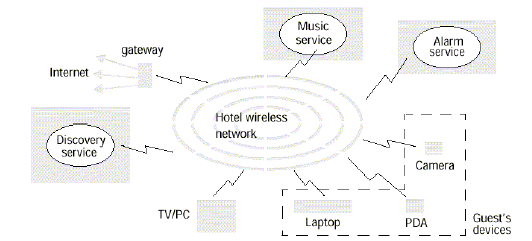 Music
service
Alarm
service
gateway
Internet
Hotel wireless
network
Discovery
service
Camera
TV/PC
Laptop
PDA
Guest's
devices